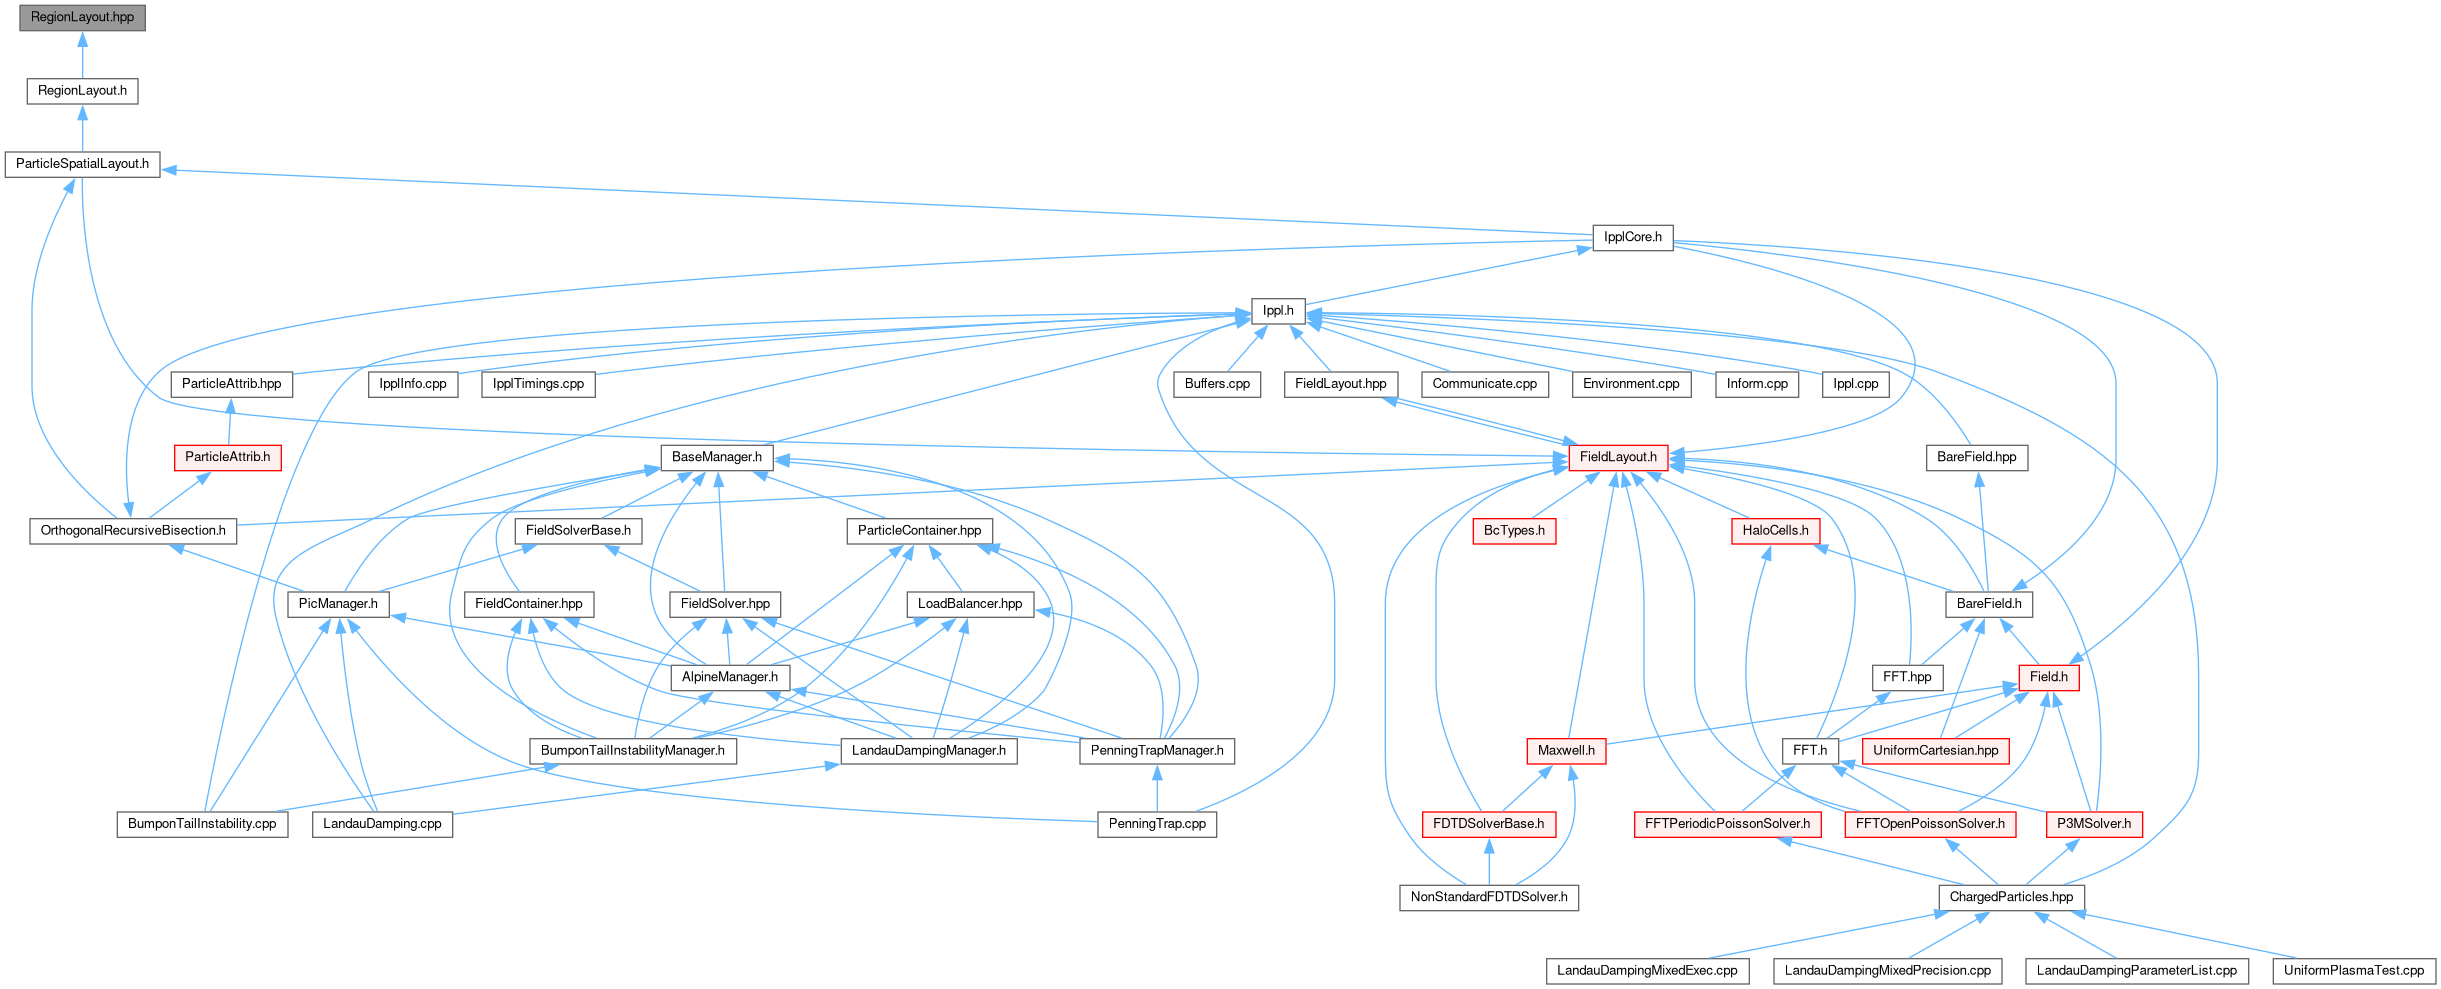 RegionLayout.hpp
RegionLayout.h
ParticleSpatialLayout.h
IpplCore.h
Ippl.h
ParticleAttrib.hpp
IpplInfo.cpp
IpplTimings.cpp
Buffers.cpp
FieldLayout.hpp
Communicate.cpp
Environment.cpp
Inform.cpp
Ippl.cpp
ParticleAttrib.h
BaseManager.h
FieldLayout.h
BareField.hpp
OrthogonalRecursiveBisection.h
FieldSolverBase.h
ParticleContainer.hpp
BcTypes.h
HaloCells.h
PicManager.h
FieldContainer.hpp
FieldSolver.hpp
LoadBalancer.hpp
BareField.h
AlpineManager.h
FFT.hpp
Field.h
BumponTailInstabilityManager.h
LandauDampingManager.h
PenningTrapManager.h
Maxwell.h
FFT.h
UniformCartesian.hpp
BumponTailInstability.cpp
LandauDamping.cpp
PenningTrap.cpp
FDTDSolverBase.h
FFTPeriodicPoissonSolver.h
FFTOpenPoissonSolver.h
P3MSolver.h
NonStandardFDTDSolver.h
ChargedParticles.hpp
LandauDampingMixedExec.cpp
LandauDampingMixedPrecision.cpp
LandauDampingParameterList.cpp
UniformPlasmaTest.cpp